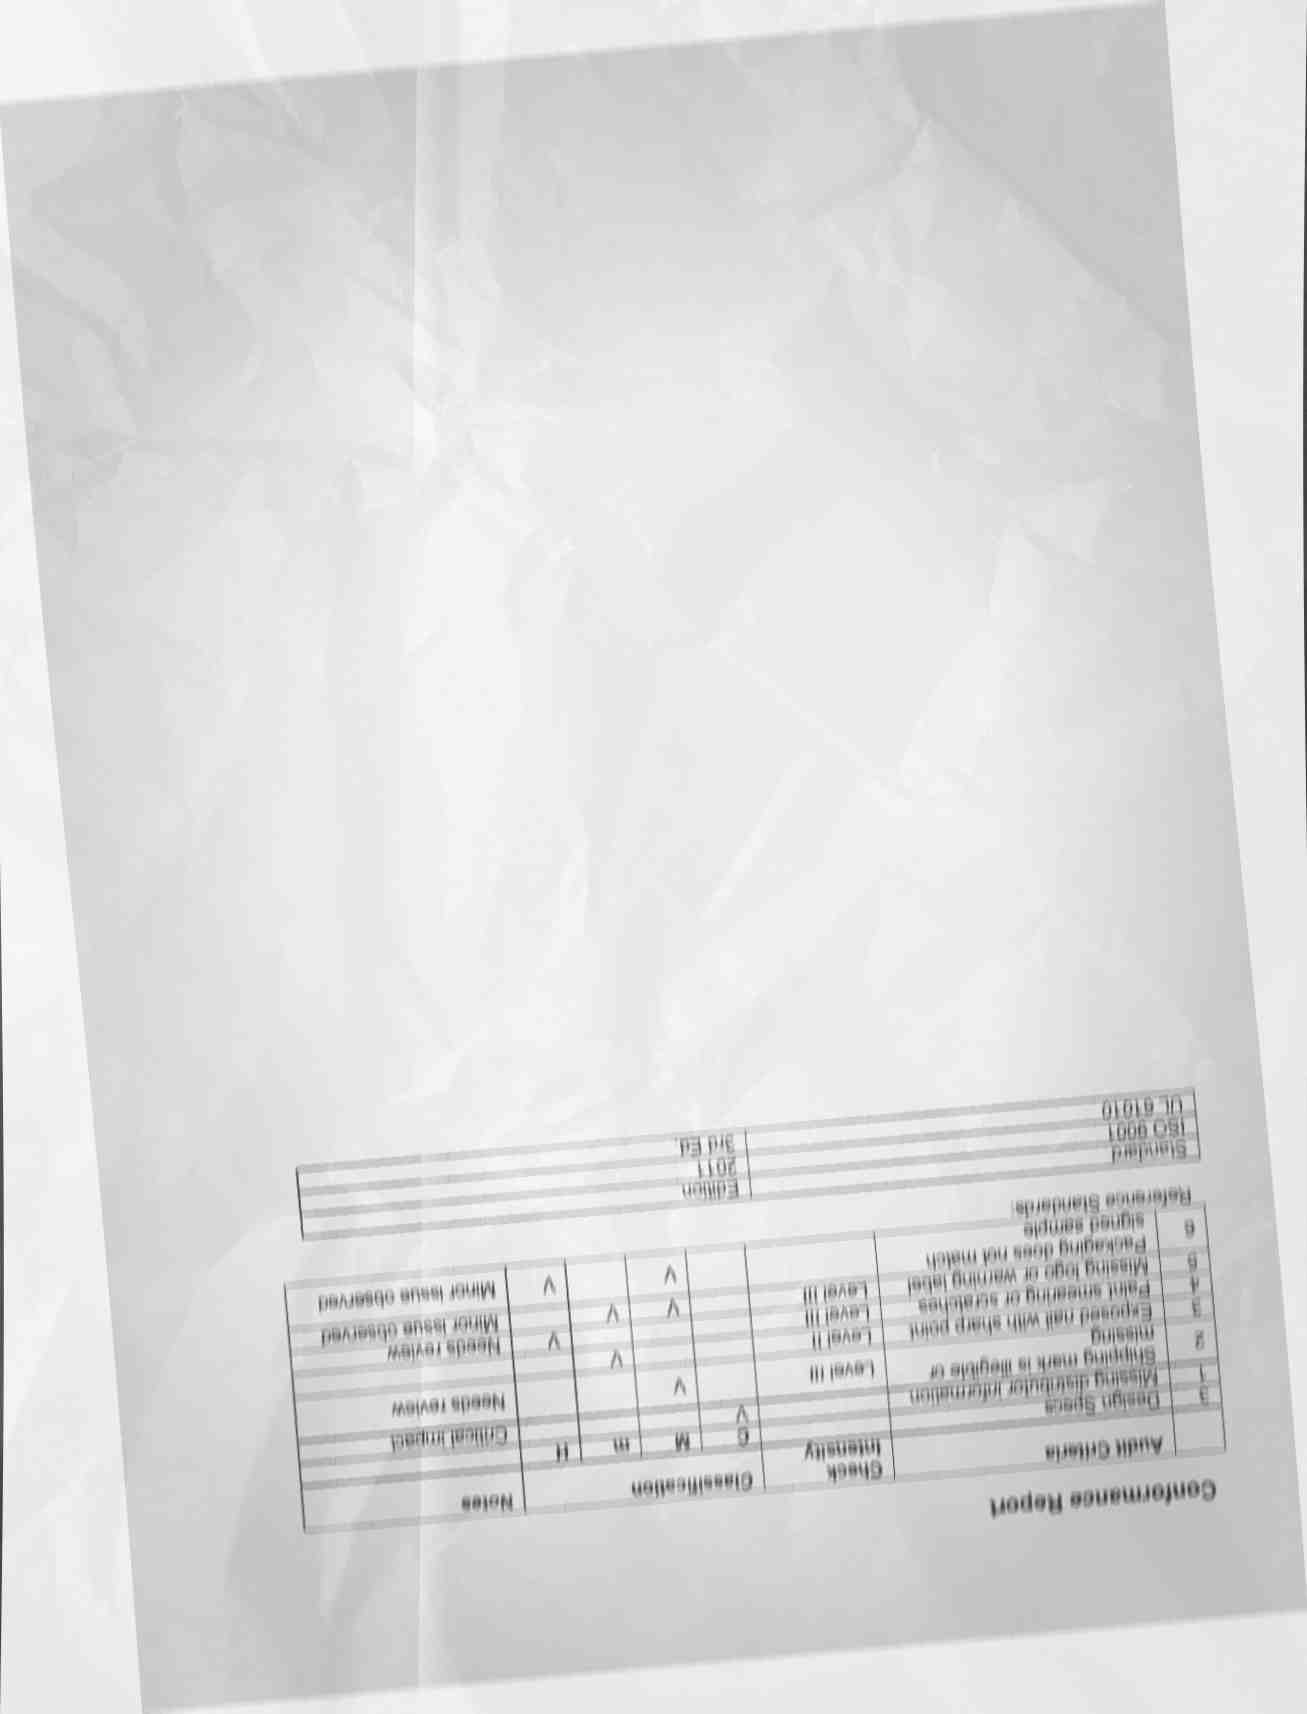 Conformance Report
Audit Criteria Check Intensity Classification Notes
C M m H
3 Design Specs
1 Missing distributor information V Critical impact
2 Shipping mark is illegible or missing Level III V Needs review
3 Exposed nail with sharp point Level II V
4 Paint smearing or scratches Level III V Needs review
5 Missing logo or warning label Level III V V Minor issue observed
6 Packaging does not match signed sample V V Minor issue observed
Reference Standards:
Standard Edition
ISO 9001 2011
UL 61010 3rd Ed.